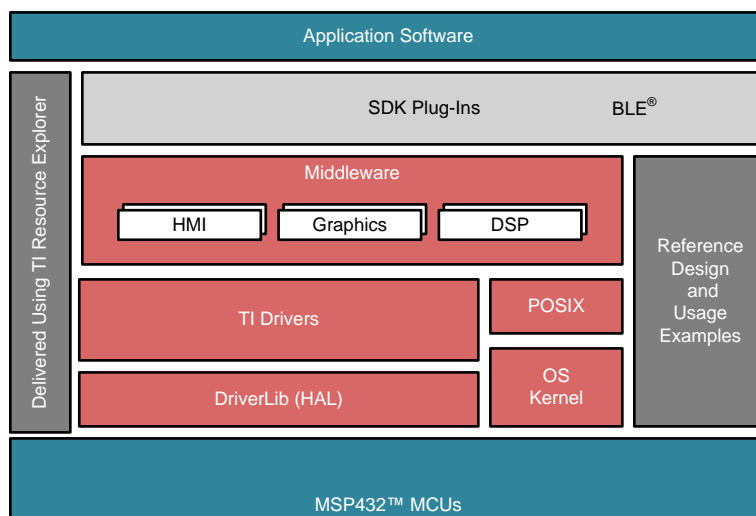 Application Software
Delivered Using TI Resource Explorer
SDK Plug-Ins
BLE®
Middleware
HMI
Graphics
DSP
Reference
Design
and
Usage
Examples
TI Drivers
POSIX
DriverLib (HAL)
OS
Kernel
MSP432™ MCUs